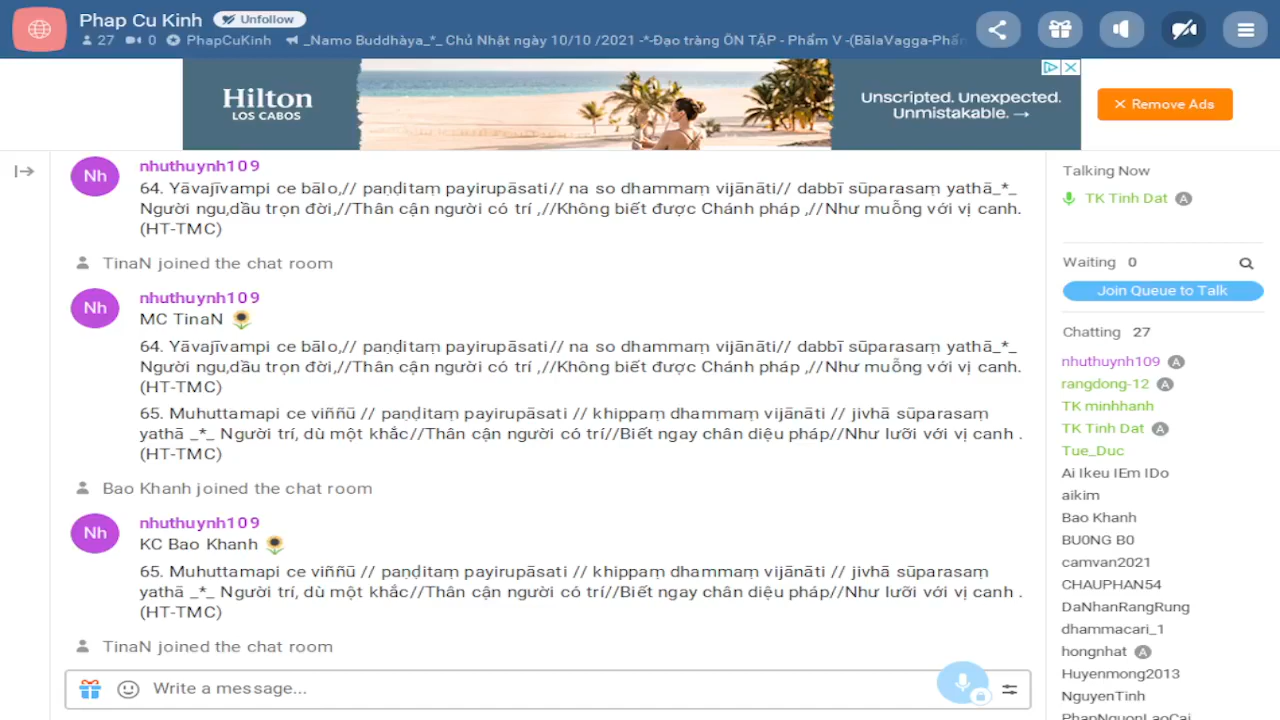 Phap Cu Kinh Unfollow
27 0 PhapCuKinh _Namo Buddhàya_*_ Chủ Nhật ngày 10/10 /2021 -*-Đạo tràng ÔN TẬP - Phẩm V -(BālaVagga-Phẩm
Hilton
LOS CABOS
Unscripted. Unexpected.
Unmistakable. →
Remove Ads
nhuthuynh109
Nh
64. Yāvajīvampi ce bālo,// paṇḍitaṃ payirupāsati// na so dhammaṃ vijānāti// dabbī sūparasaṃ yathā_*_
Người ngu,dầu trọn đời,//Thân cận người có trí ,//Không biết được Chánh pháp ,//Như muỗng với vị canh.
(HT-TMC)
TinaN joined the chat room
nhuthuynh109
Nh
MC TinaN 🌻
64. Yāvajīvampi ce bālo,// paṇḍitaṃ payirupāsati// na so dhammaṃ vijānāti// dabbī sūparasaṃ yathā_*_
Người ngu,dầu trọn đời,//Thân cận người có trí ,//Không biết được Chánh pháp ,//Như muỗng với vị canh.
(HT-TMC)
65. Muhuttamapi ce viññū // paṇḍitaṃ payirupāsati // khippaṃ dhammaṃ vijānāti // jivhā sūparasaṃ
yathā _*_ Người trí, dù một khắc//Thân cận người có trí//Biết ngay chân diệu pháp//Như lưỡi với vị canh .
(HT-TMC)
Bao Khanh joined the chat room
nhuthuynh109
Nh
KC Bao Khanh 🌻
65. Muhuttamapi ce viññū // paṇḍitaṃ payirupāsati // khippaṃ dhammaṃ vijānāti // jivhā sūparasaṃ
yathā _*_ Người trí, dù một khắc//Thân cận người có trí//Biết ngay chân diệu pháp//Như lưỡi với vị canh .
(HT-TMC)
TinaN joined the chat room
Write a message...
Talking Now
TK Tinh Dat A
Waiting 0
Join Queue to Talk
Chatting 27
nhuthuynh109 A
rangdong-12 A
TK minhhanh
TK Tinh Dat A
Tue_Duc
Ai Ikeu IEm IDo
aikim
Bao Khanh
BU0NG B0
camvan2021
CHAUPHAN54
DaNhanRangRung
dhammacari_1
hongnhat A
Huyenmong2013
NguyenTinh
PhapNguonLaoCai